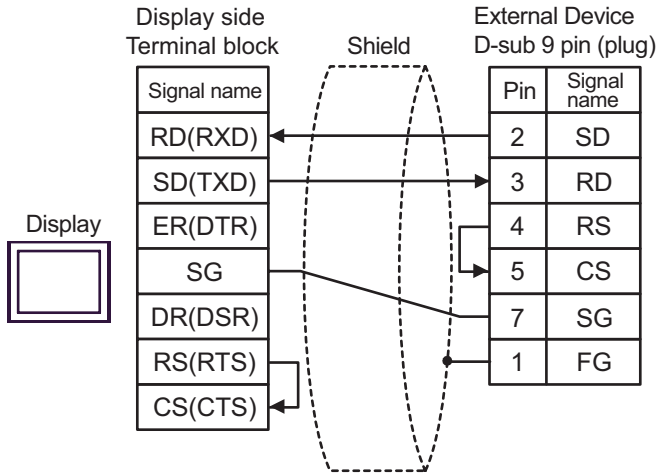 Display side
Terminal block
Shield
External Device
D-sub 9 pin (plug)
Signal name
Pin
Signal
name
RD(RXD)
2
SD
SD(TXD)
3
RD
ER(DTR)
4
RS
Display
SG
5
CS
DR(DSR)
7
SG
RS(RTS)
1
FG
CS(CTS)